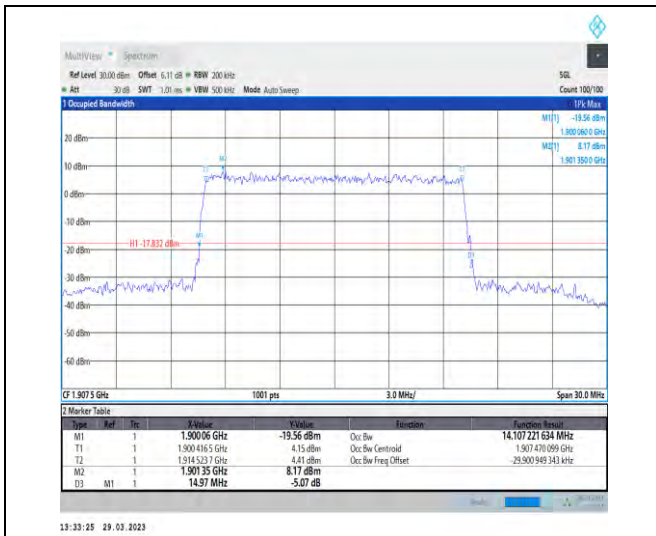 MultiView Spectrum
Ref Level 30.00 dBm Offset 6.11 dB RBW 200 kHz SGL
Att 30 dB SWT 1.01 ms VBW 500 kHz Mode Auto Sweep Count 100/100
1 Occupied Bandwidth 1Pk Max
M1[1] -19.56 dBm
1.900 060 0 GHz
20 dBm
M2[1] 8.17 dBm
1.901 350 0 GHz
10 dBm
M2
T1
T2
0 dBm
-10 dBm
M1
H1 -17.832 dBm
-20 dBm
D3
-30 dBm
-40 dBm
-50 dBm
-60 dBm
CF 1.907 5 GHz 1001 pts 3.0 MHz/ Span 30.0 MHz
2 Marker Table
Type Ref Trc X-Value Y-Value Function Function Result
M1 1 1.900 06 GHz -19.56 dBm Occ Bw 14.107 221 634 MHz
T1 1 1.900 416 5 GHz 4.15 dBm Occ Bw Centroid 1.907 470 099 GHz
T2 1 1.914 523 7 GHz 4.41 dBm Occ Bw Freq Offset -29.900 949 343 kHz
M2 1 1.901 35 GHz 8.17 dBm
D3 M1 1 14.97 MHz -5.07 dB
13:33:25 29.03.2023